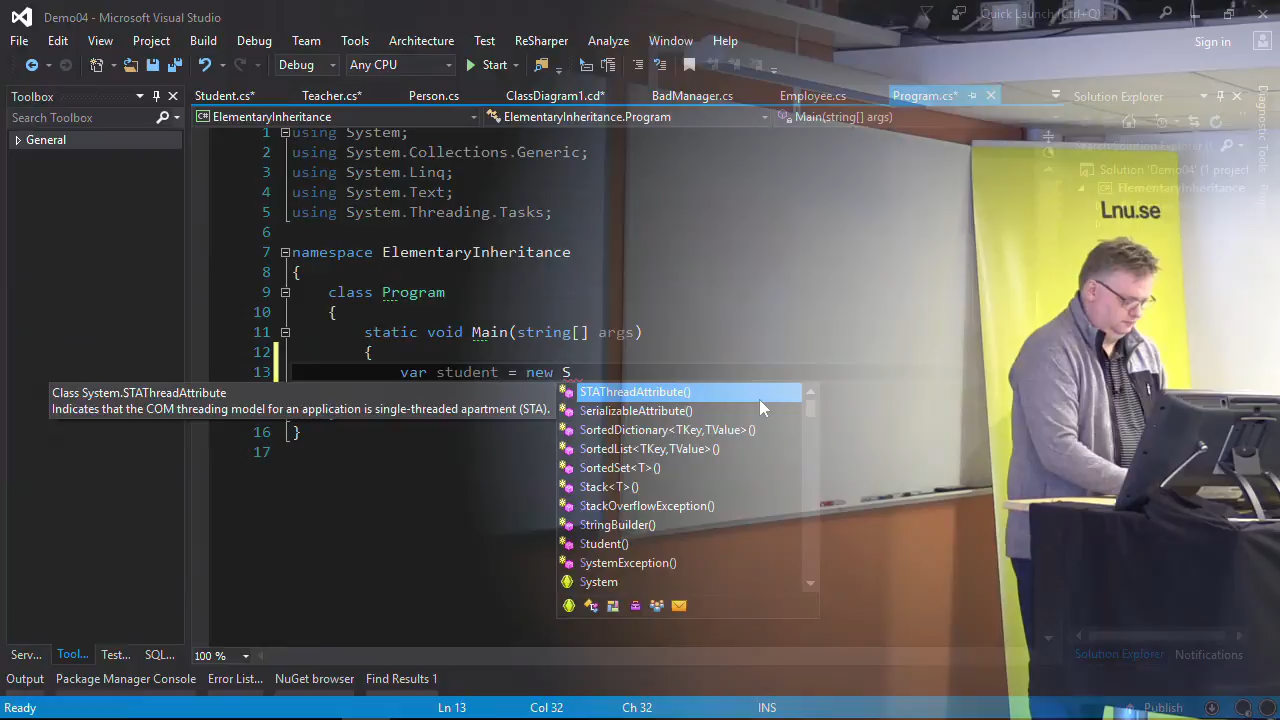 Demo04 - Microsoft Visual Studio
Quick Launch (Ctrl+Q)
File Edit View Project Build Debug Team Tools Architecture Test ReSharper Analyze Window Help
Sign in
Debug Any CPU Start
Toolbox
Student.cs* Teacher.cs* Person.cs ClassDiagram1.cd* BadManager.cs Employee.cs Program.cs*
Solution Explorer
Search Toolbox
ElementaryInheritance ElementaryInheritance.Program Main(string[] args)
General
Search Solution Explorer
Solution 'Demo04' (1 project)
ElementaryInheritance
Diagnostic Tools
Lnu.se
1 using System;
2 using System.Collections.Generic;
3 using System.Linq;
4 using System.Text;
5 using System.Threading.Tasks;
6
7 namespace ElementaryInheritance
8 {
9 class Program
10 {
11 static void Main(string[] args)
12 {
13 var student = new S
Class System.STAThreadAttribute
Indicates that the COM threading model for an application is single-threaded apartment (STA).
16 }
17
STAThreadAttribute()
SerializableAttribute()
SortedDictionary<TKey,TValue>()
SortedList<TKey,TValue>()
SortedSet<T>()
Stack<T>()
StackOverflowException()
StringBuilder()
Student()
SystemException()
System
Serv... Tool... Test... SQL...
100 %
Solution Explorer Notifications
Output Package Manager Console Error List... NuGet browser Find Results 1
Ready Ln 13 Col 32 Ch 32 INS Publish